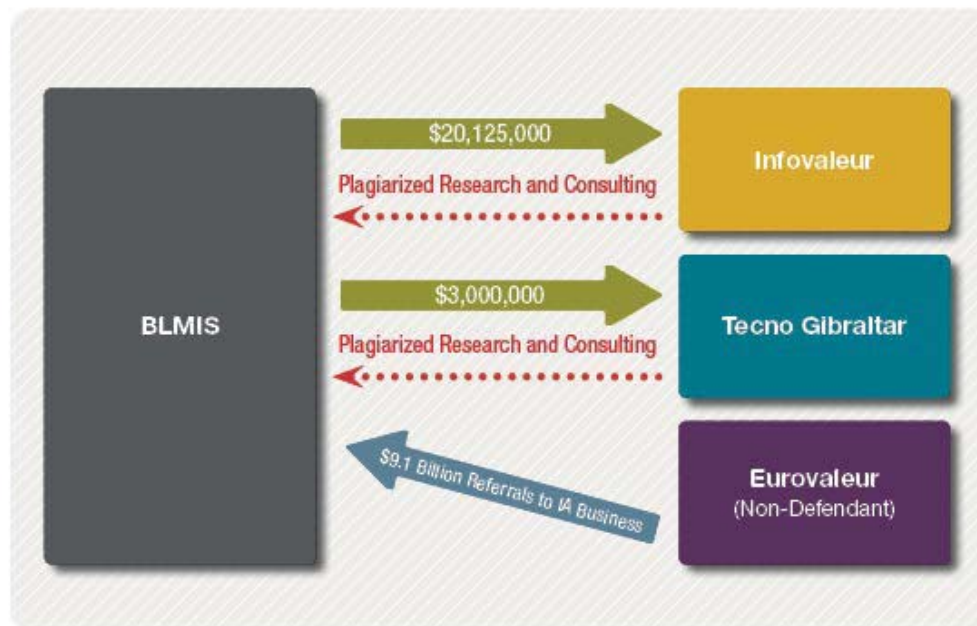 BLMIS
$20,125,000
Plagiarized Research and Consulting
Infovaleur
$3,000,000
Plagiarized Research and Consulting
Tecno Gibraltar
$9.1 Billion Referrals to IA Business
Eurovaleur
(Non-Defendant)